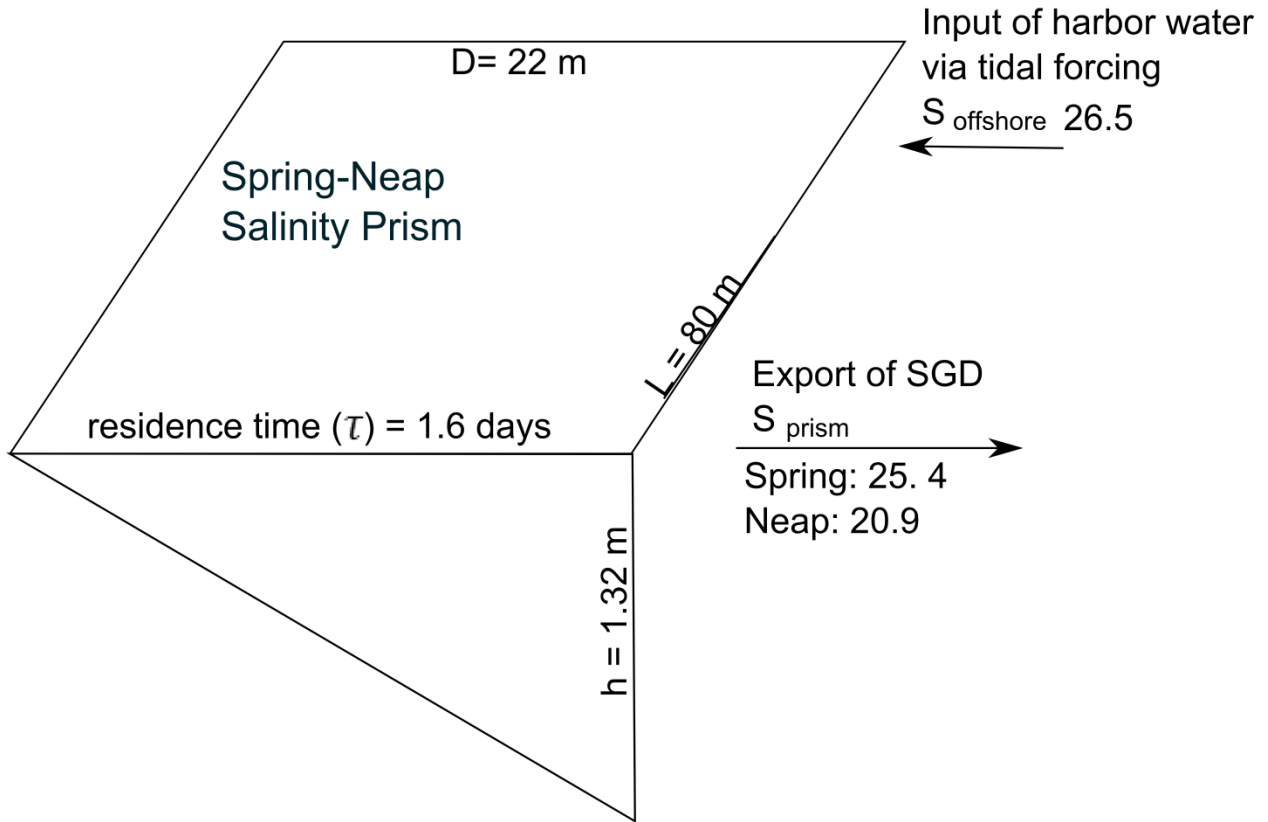 Input of harbor water
via tidal forcing
S offshore 26.5
D= 22 m
Spring-Neap
Salinity Prism
L = 80 m
Export of SGD
S prism
Spring: 25. 4
Neap: 20.9
residence time (τ) = 1.6 days
h = 1.32 m